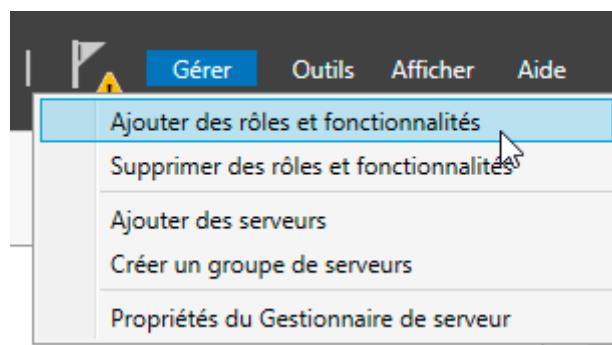 Gérer Outils Afficher Aide
Ajouter des rôles et fonctionnalités
Supprimer des rôles et fonctionnalités
Ajouter des serveurs
Créer un groupe de serveurs
Propriétés du Gestionnaire de serveur